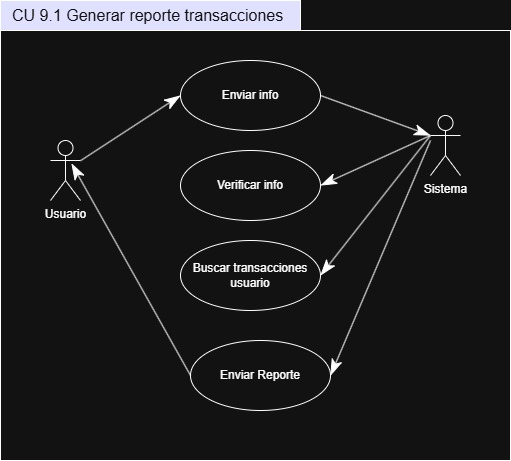 CU 9.1 Generar reporte transacciones
Enviar info
Usuario
Sistema
Verificar info
Buscar transacciones
usuario
Enviar Reporte